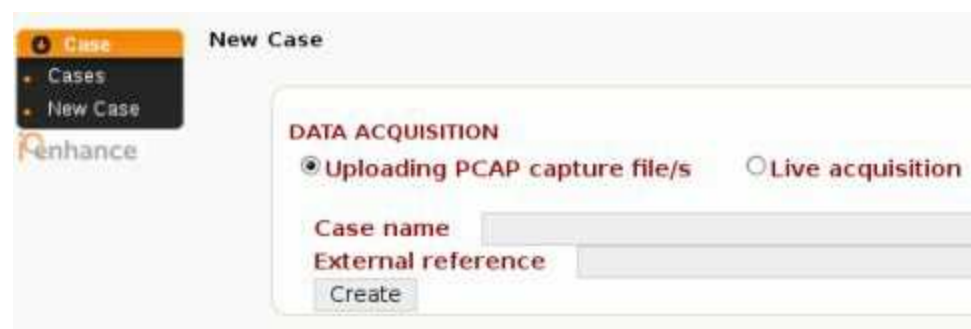 Case
Cases
New Case
iPenhance
New Case
DATA ACQUISITION
Uploading PCAP capture file/s Live acquisition
Case name
External reference
Create